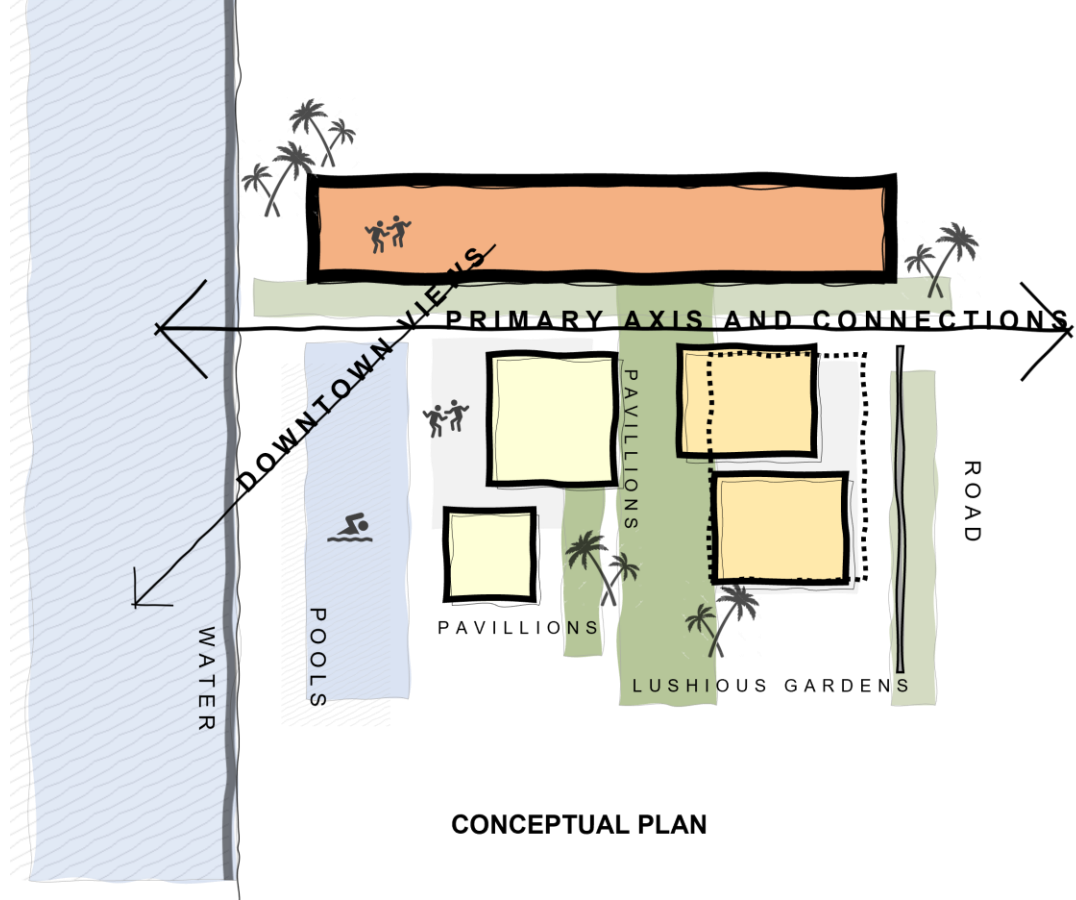 DOWNTOWN VIEWS
PRIMARY AXIS AND CONNECTIONS
PAVILLIONS
ROAD
WATER
POOLS
PAVILLIONS
LUSHIOUS GARDENS
CONCEPTUAL PLAN